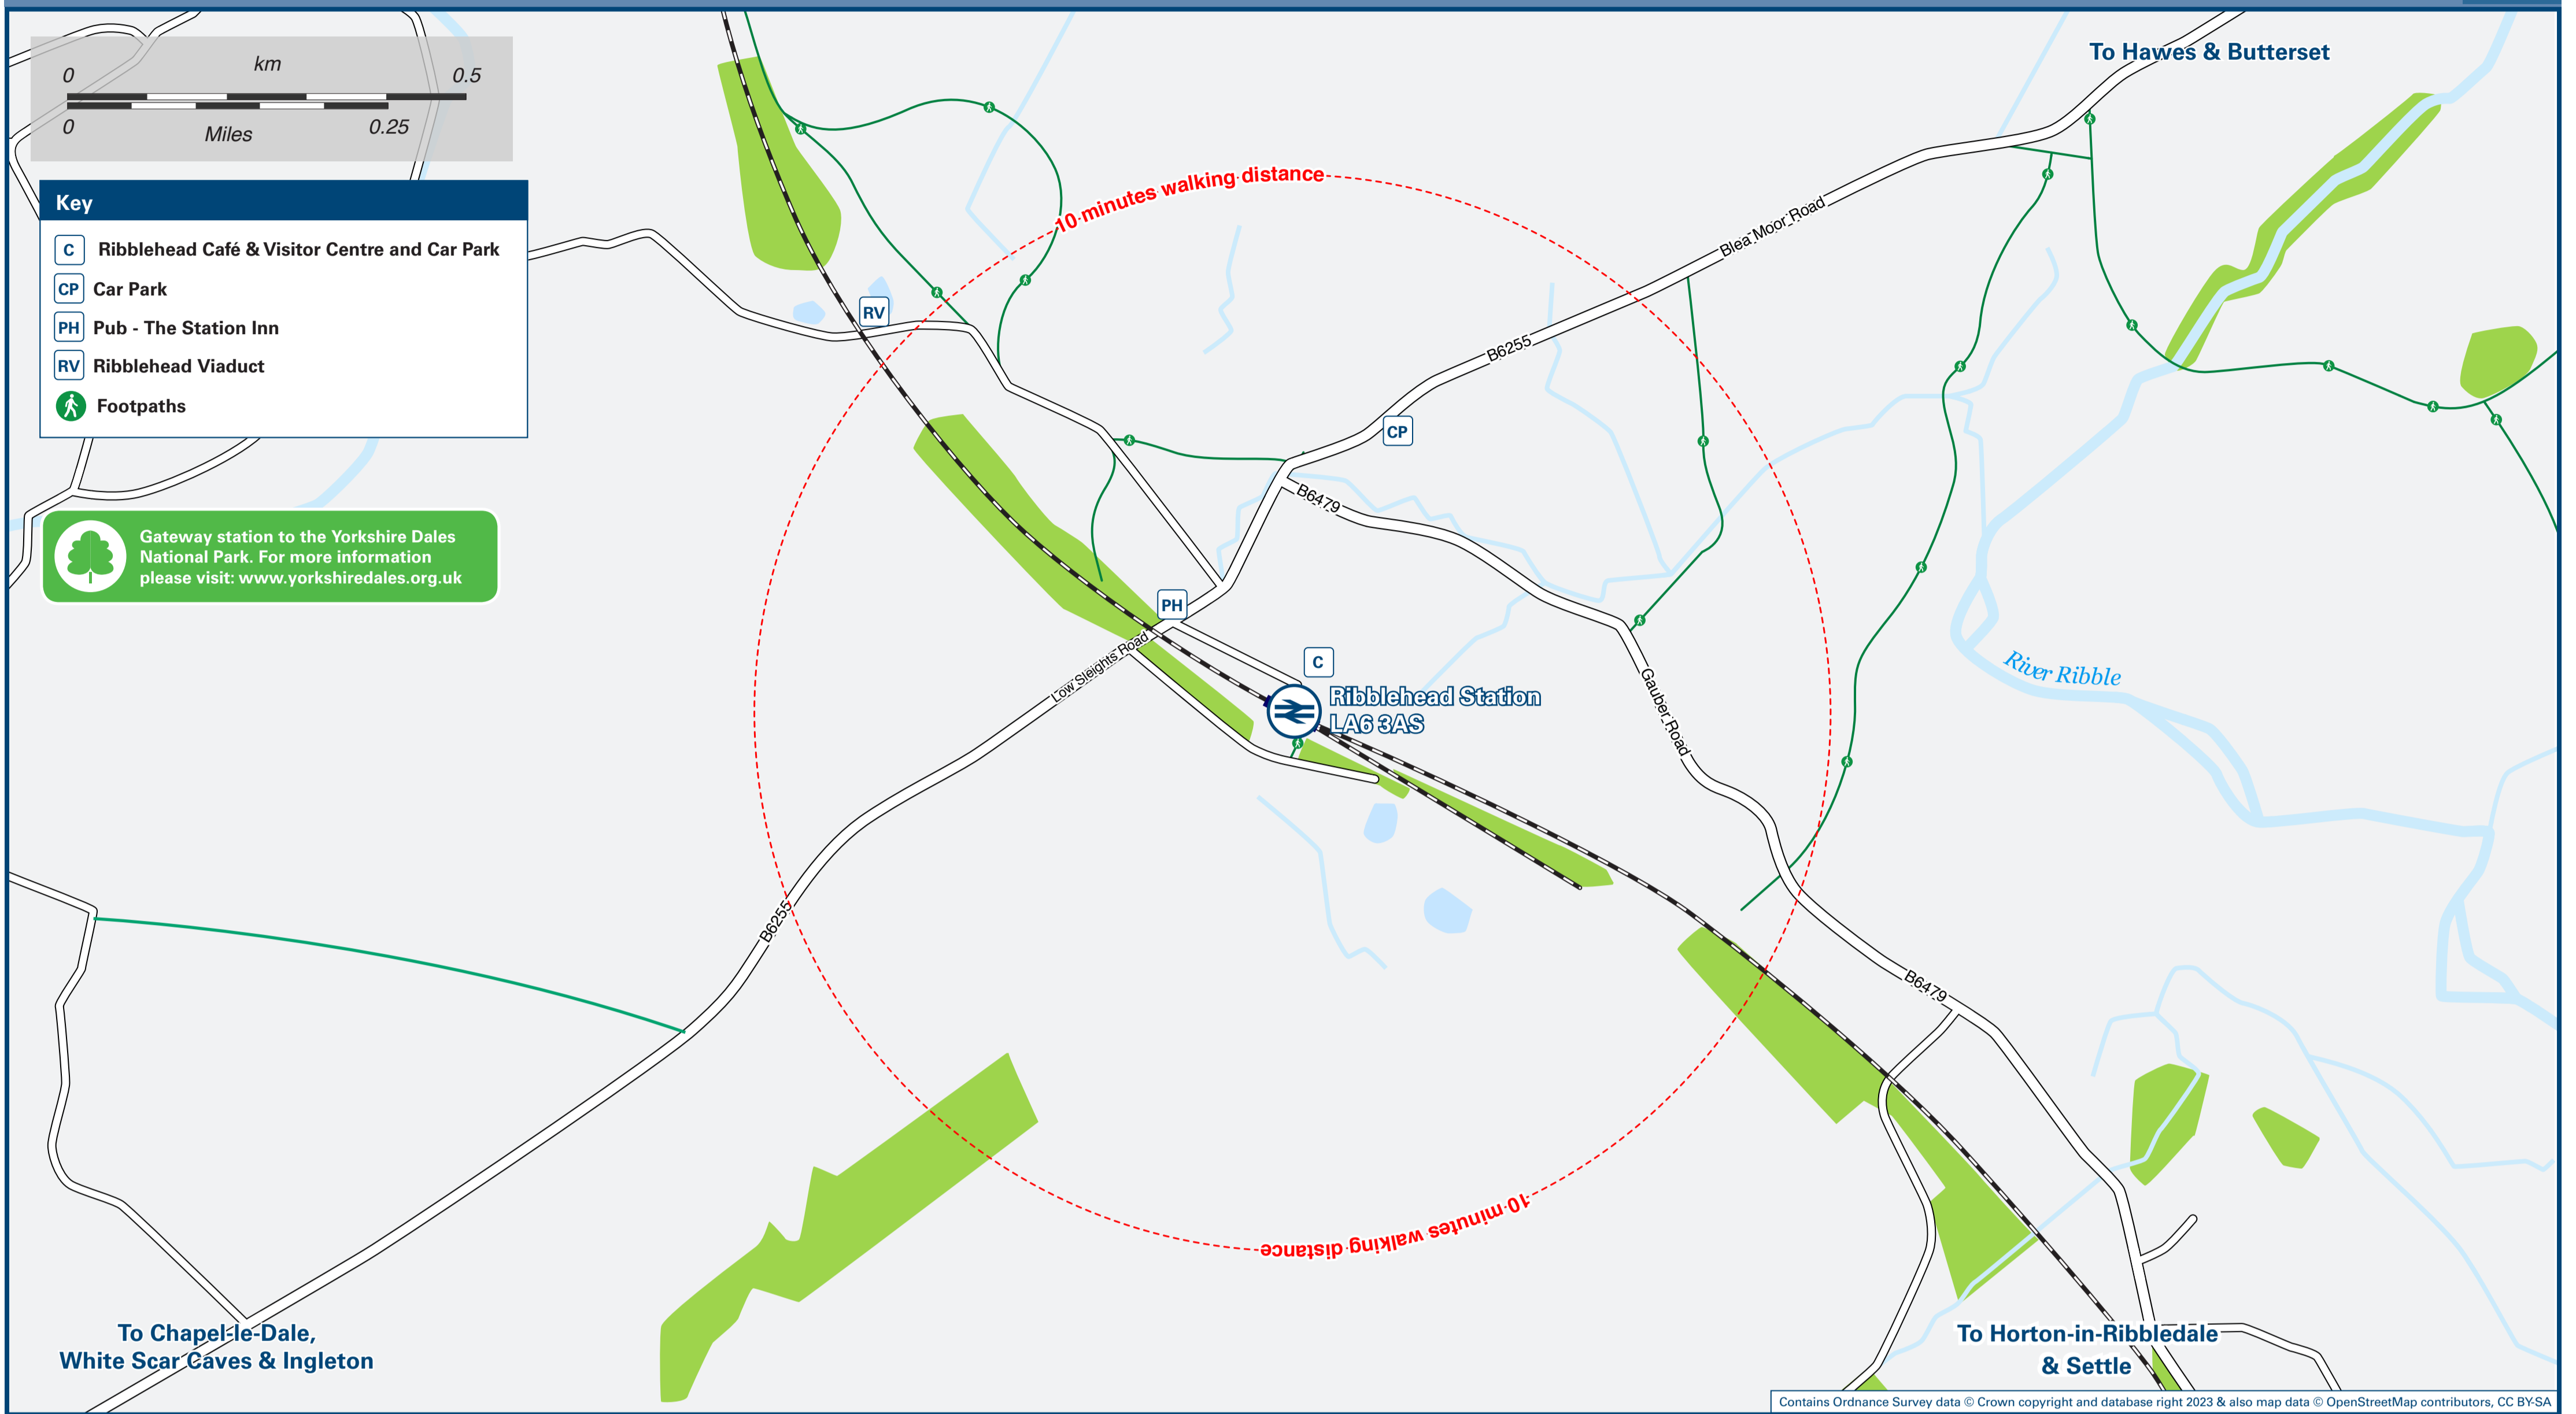 km
0 0.5
0 0.25
Miles
Key
C Ribblehead Café & Visitor Centre and Car Park
CP Car Park
PH Pub - The Station Inn
RV Ribblehead Viaduct
Footpaths
Gateway station to the Yorkshire Dales
National Park. For more information
please visit: www.yorkshiredales.org.uk
To Hawes & Butterset
10 minutes walking distance
Blea Moor Road
RV
B6255
CP
B6479
PH
Low Sleights Road
C
Ribblehead Station
LA6 3AS
Gauber Road
River Ribble
B6255
B6479
10 minutes walking distance
To Chapel-le-Dale,
White Scar Caves & Ingleton
To Horton-in-Ribbledale
& Settle
Contains Ordnance Survey data © Crown copyright and database right 2023 & also map data © OpenStreetMap contributors, CC BY-SA